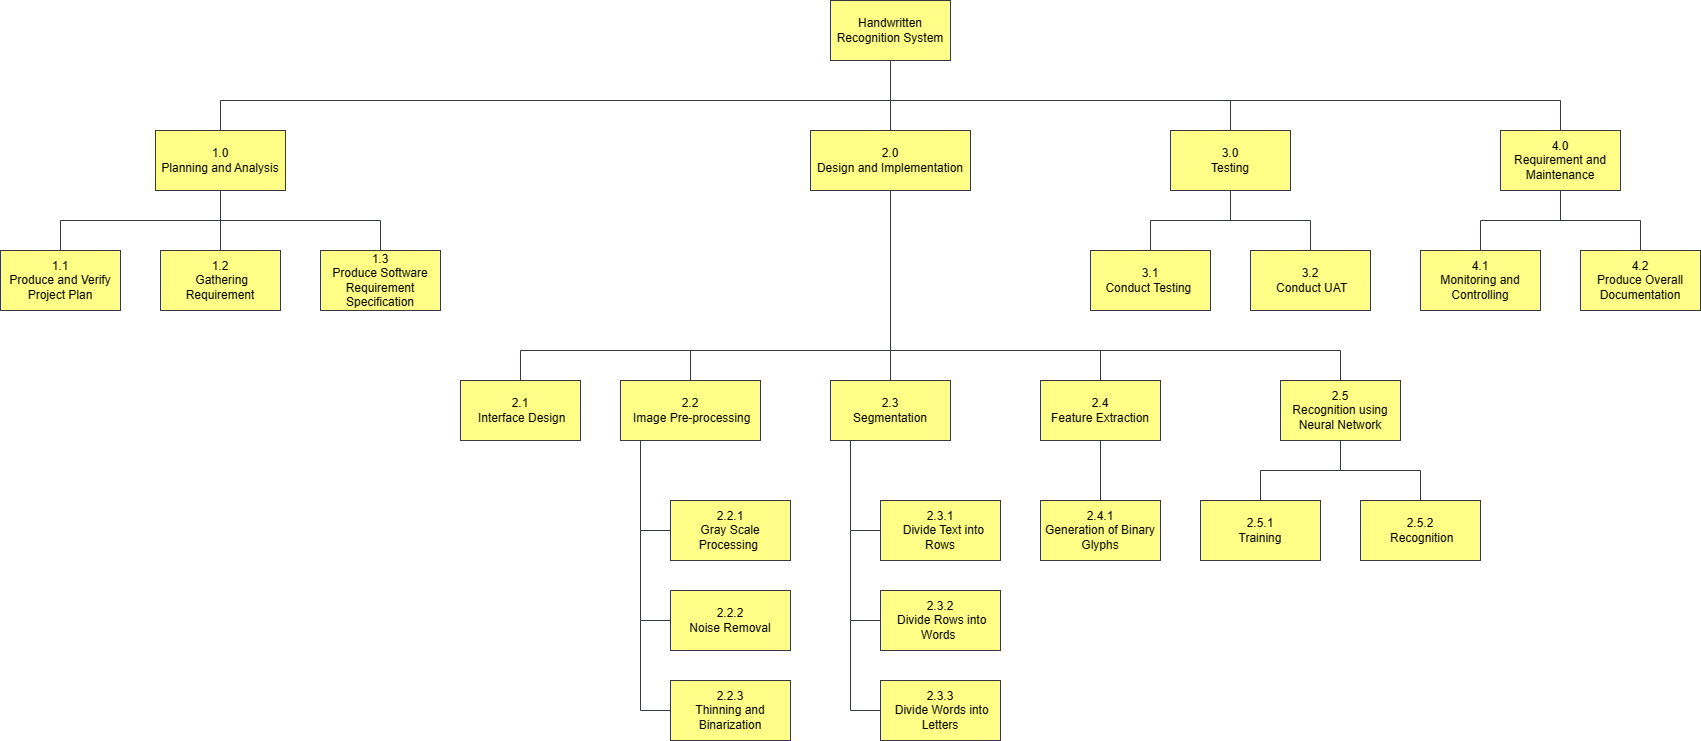 Handwritten
Recognition System
1.0
Planning and Analysis
2.0
Design and Implementation
3.0
Testing
4.0
Requirement and
Maintenance
1.1
Produce and Verify
Project Plan
1.2
Gathering
Requirement
1.3
Produce Software
Requirement
Specification
3.1
Conduct Testing
3.2
Conduct UAT
4.1
Monitoring and
Controlling
4.2
Produce Overall
Documentation
2.1
Interface Design
2.2
Image Pre-processing
2.3
Segmentation
2.4
Feature Extraction
2.5
Recognition using
Neural Network
2.2.1
Gray Scale
Processing
2.3.1
Divide Text into
Rows
2.4.1
Generation of Binary
Glyphs
2.5.1
Training
2.5.2
Recognition
2.2.2
Noise Removal
2.3.2
Divide Rows into
Words
2.2.3
Thinning and
Binarization
2.3.3
Divide Words into
Letters